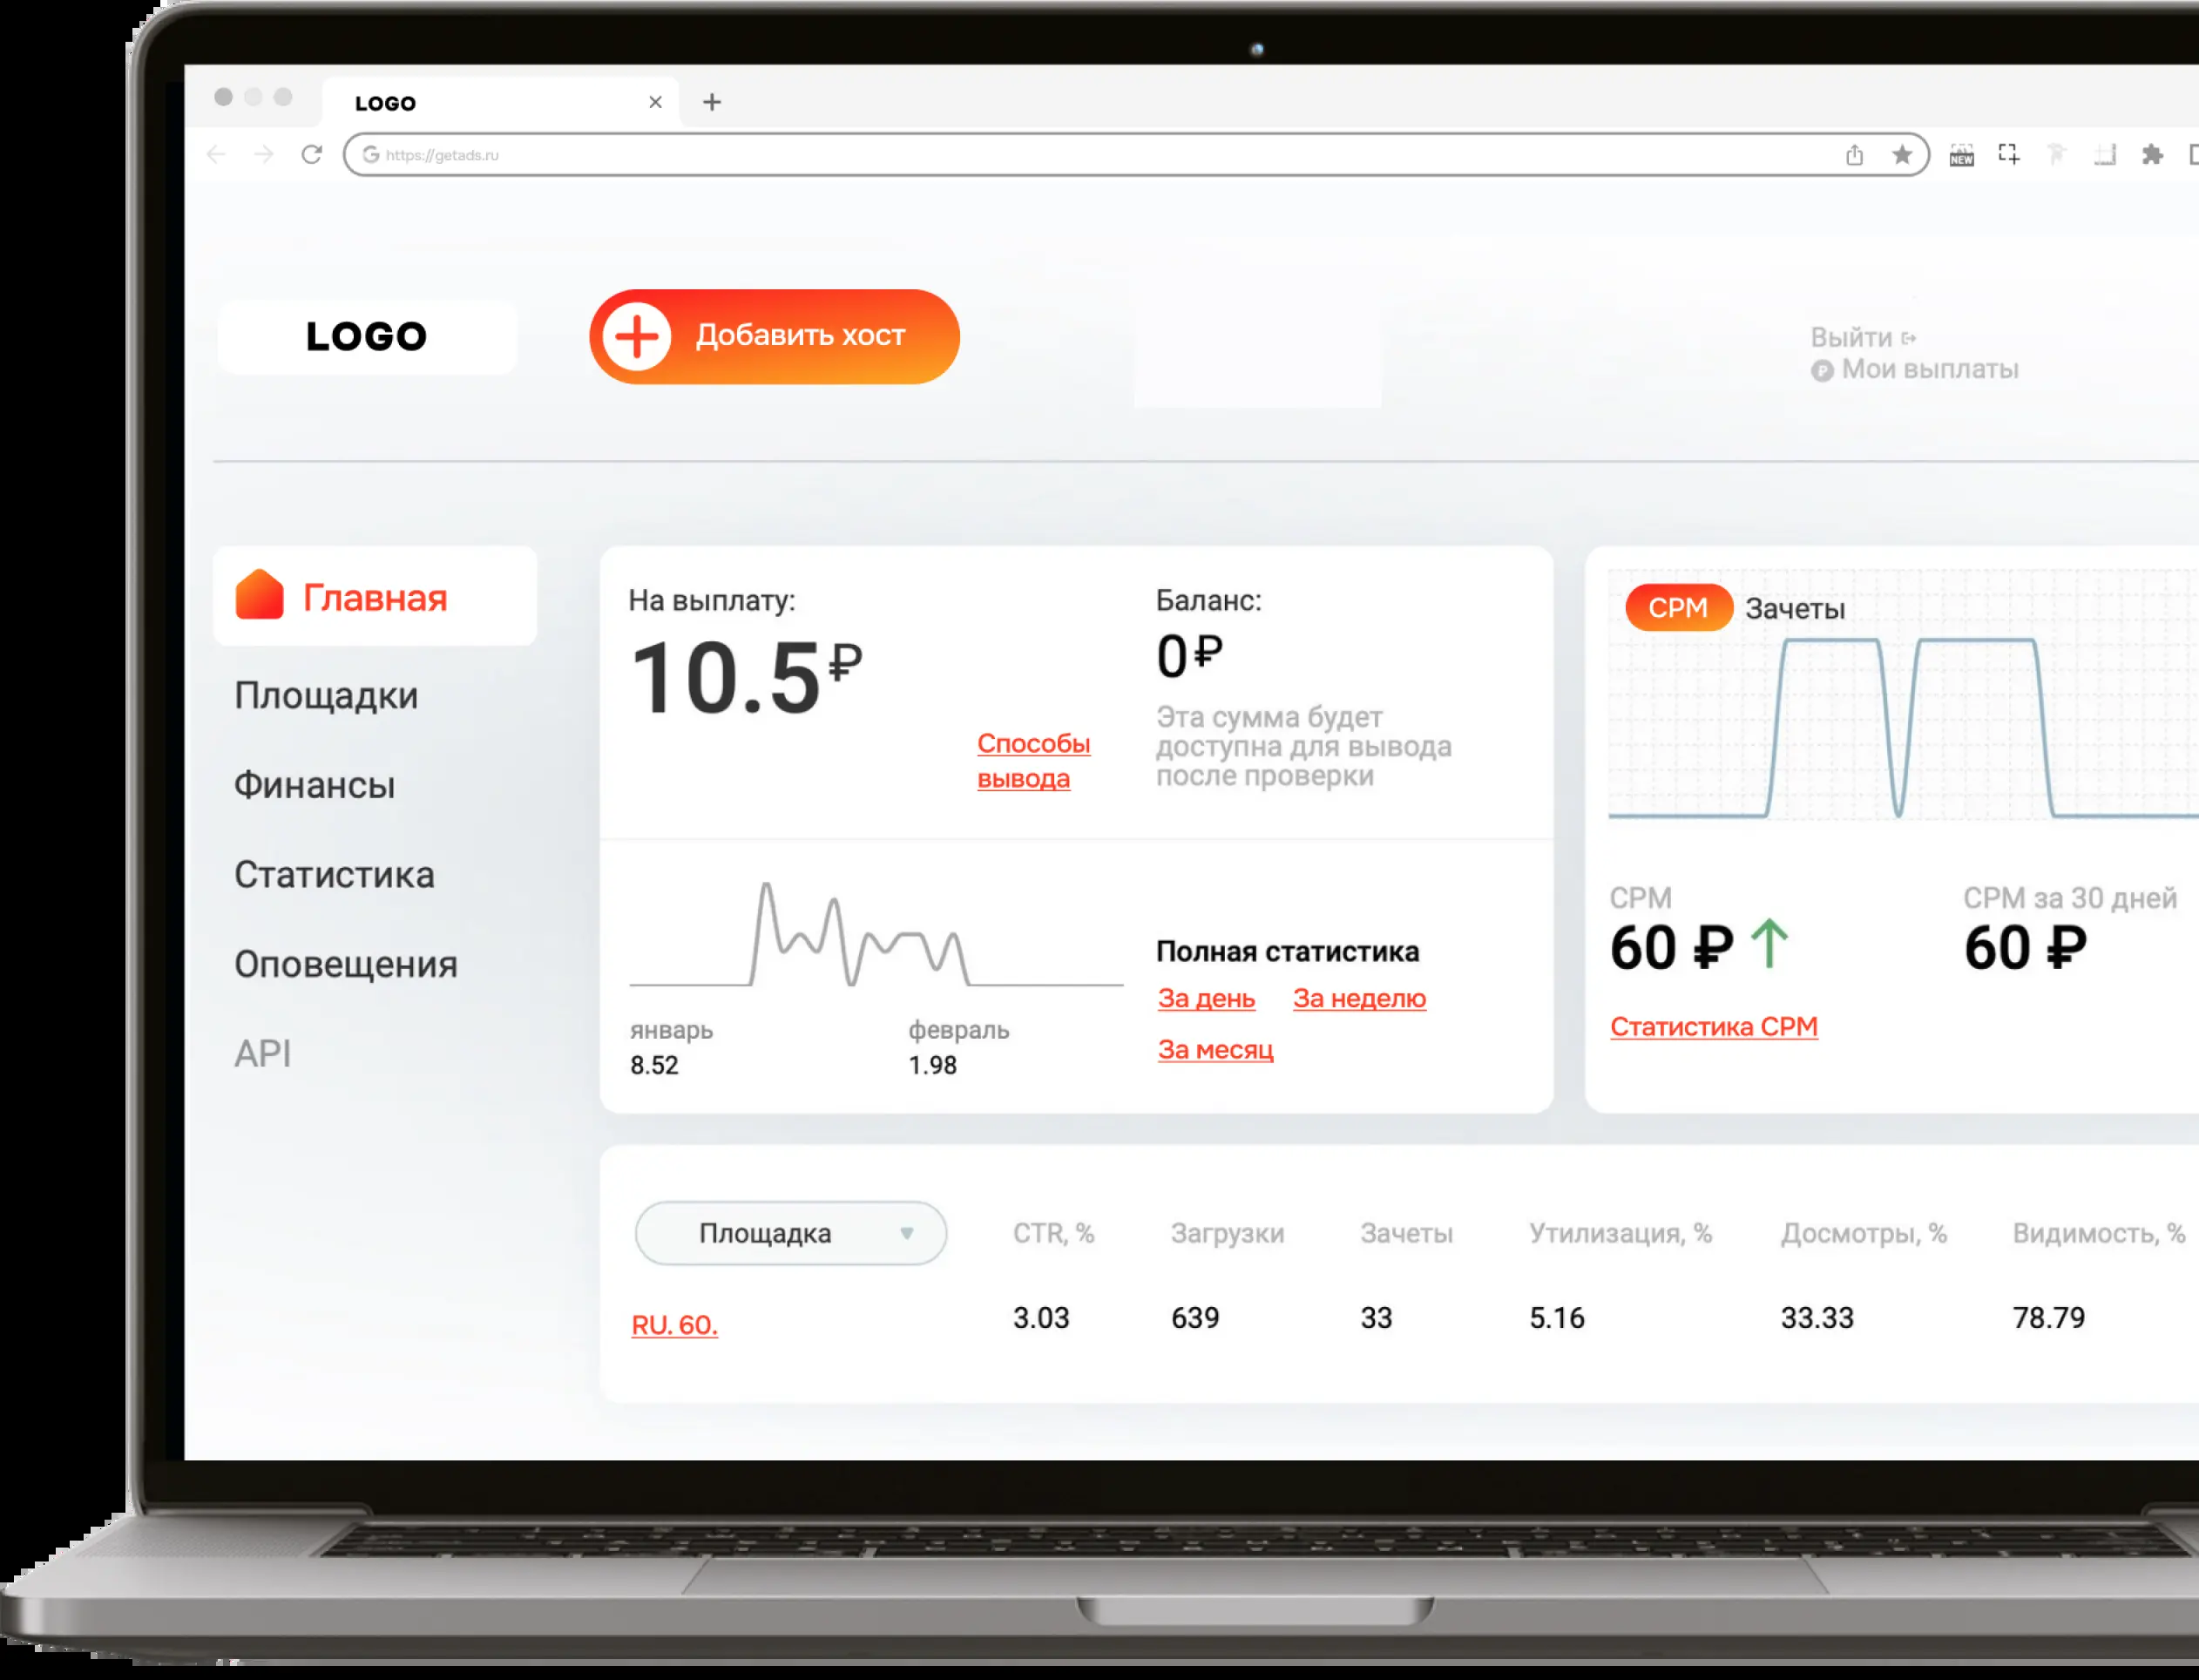 LOGO
https://getads.ru
NEW
LOGO
Добавить хост
Выйти
Мои выплаты
Главная
Площадки
Финансы
Статистика
Оповещения
API
На выплату:
10.5₽
Способы
вывода
Баланс:
0₽
Эта сумма будет
доступна для вывода
после проверки
январь
8.52
февраль
1.98
Полная статистика
За день За неделю
За месяц
CPM Зачеты
CPM
60 ₽
CPM за 30 дней
60 ₽
Статистика CPM
Площадка CTR, % Загрузки Зачеты Утилизация, % Досмотры, % Видимость, %
RU. 60. 3.03 639 33 5.16 33.33 78.79